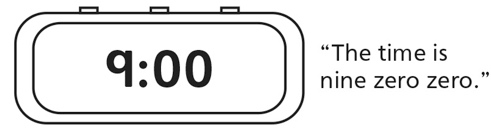 9:00
“The time is
nine zero zero.”